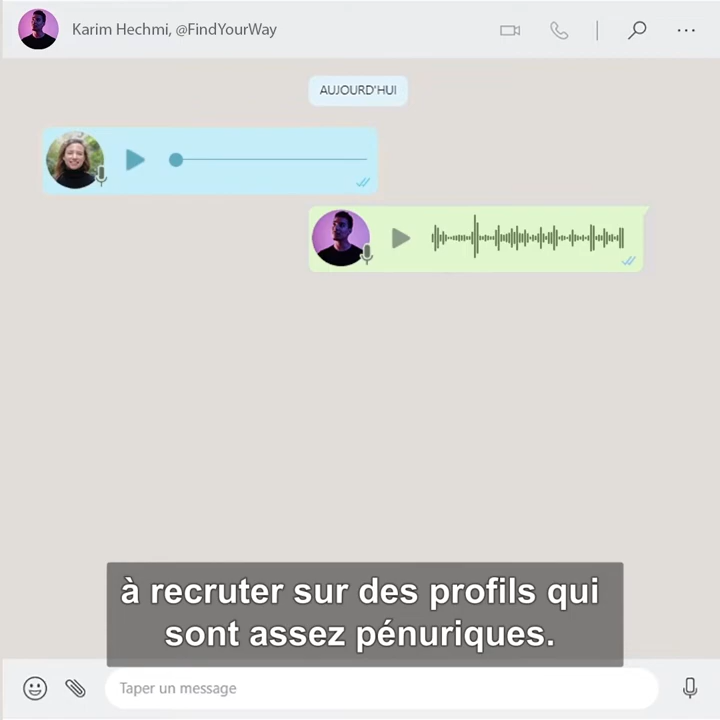 Karim Hechmi, @FindYourWay
AUJOURD'HUI
à recruter sur des profils qui
sont assez pénuriques.
Taper un message